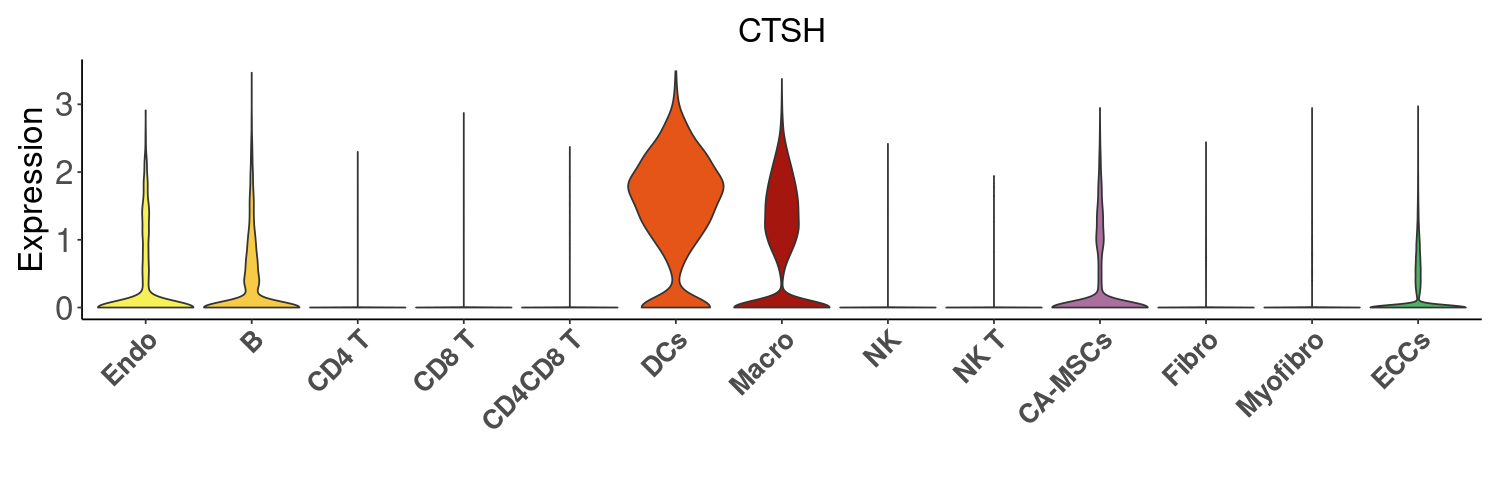 CTSH
Expression
3
2
1
0
Endo
B
CD4 T
CD8 T
CD4CD8 T
DCs
Macro
NK
NK T
CA-MSCs
Fibro
Myofibro
ECCs